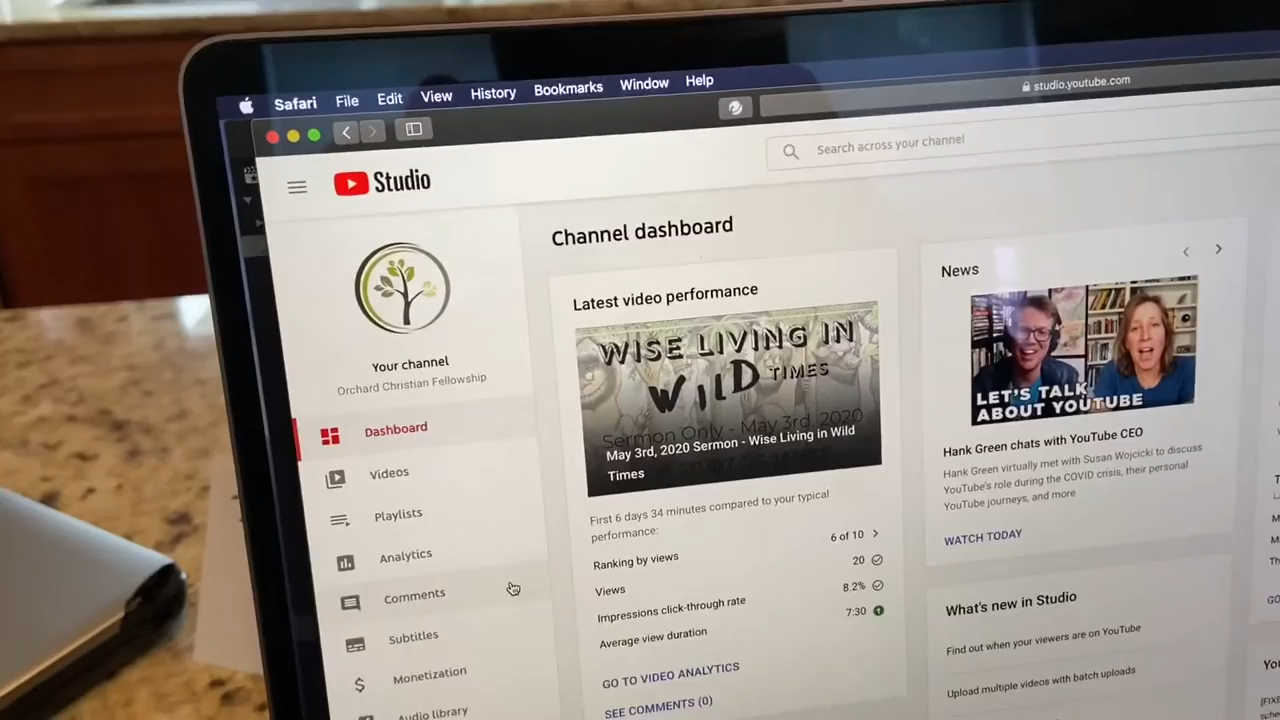 Safari File Edit View History Bookmarks Window Help
studio.youtube.com
Search across your channel
Studio
Channel dashboard
Your channel
Orchard Christian Fellowship
Dashboard
Videos
Playlists
Analytics
Comments
Subtitles
Monetization
Audio library
Latest video performance
WISE LIVING IN
WILD TIMES
Sermon Only - May 3rd, 2020
May 3rd, 2020 Sermon - Wise Living in Wild
Times
First 6 days 34 minutes compared to your typical
performance:
Ranking by views 6 of 10
Views 20
Impressions click-through rate 8.2%
Average view duration 7:30
GO TO VIDEO ANALYTICS
SEE COMMENTS (0)
News
LET'S TALK
ABOUT YOUTUBE
Hank Green chats with YouTube CEO
Hank Green virtually met with Susan Wojcicki to discuss
YouTube's role during the COVID crisis, their personal
YouTube journeys, and more
WATCH TODAY
What's new in Studio
Find out when your viewers are on YouTube
Upload multiple videos with batch uploads